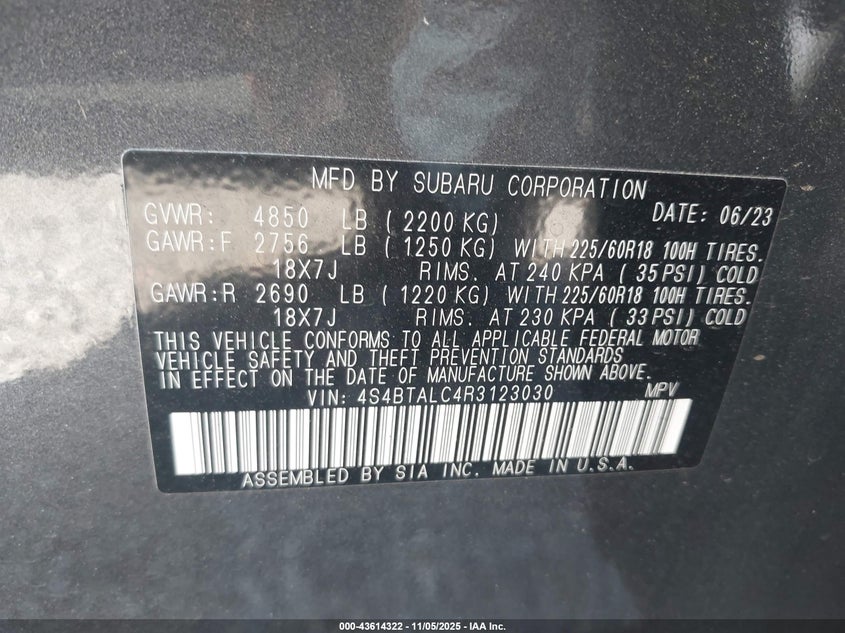 MFD BY SUBARU CORPORATION
GVWR: 4850 LB ( 2200 KG) DATE: 06/23
GAWR:F 2756 LB ( 1250 KG) WITH 225/60R18 100H TIRES.
18X7J RIMS. AT 240 KPA ( 35 PSI) COLD
GAWR:R 2690 LB ( 1220 KG) WITH 225/60R18 100H TIRES.
18X7J RIMS. AT 230 KPA ( 33 PSI) COLD
THIS VEHICLE CONFORMS TO ALL APPLICABLE FEDERAL MOTOR
VEHICLE SAFETY AND THEFT PREVENTION STANDARDS
IN EFFECT ON THE DATE OF MANUFACTURE SHOWN ABOVE.
VIN: 4S4BTALC4R3123030 MPV
ASSEMBLED BY SIA INC. MADE IN U.S.A.
000-43614322 - 11/05/2025 - IAA Inc.